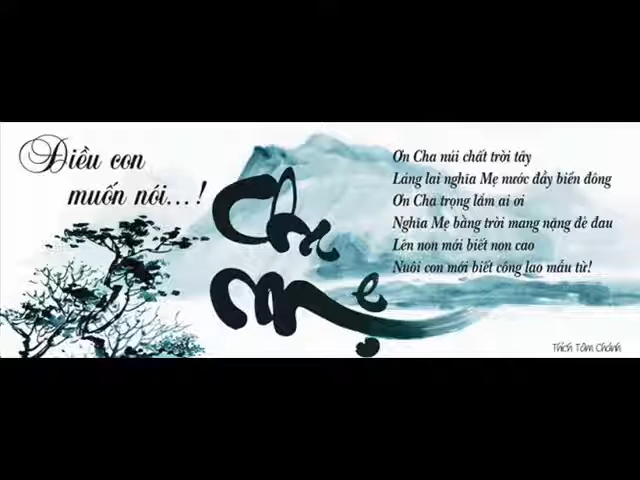 Điều con
muốn nói...!
Cha
Mẹ
Ơn Cha núi chất trời tây
Láng lai nghĩa Mẹ nước đầy biển đông
Ơn Cha trọng lắm ai ơi
Nghĩa Mẹ bằng trời mang nặng đẻ đau
Lên non mới biết non cao
Nuôi con mới biết công lao mẫu từ!
Thích Tâm Chánh